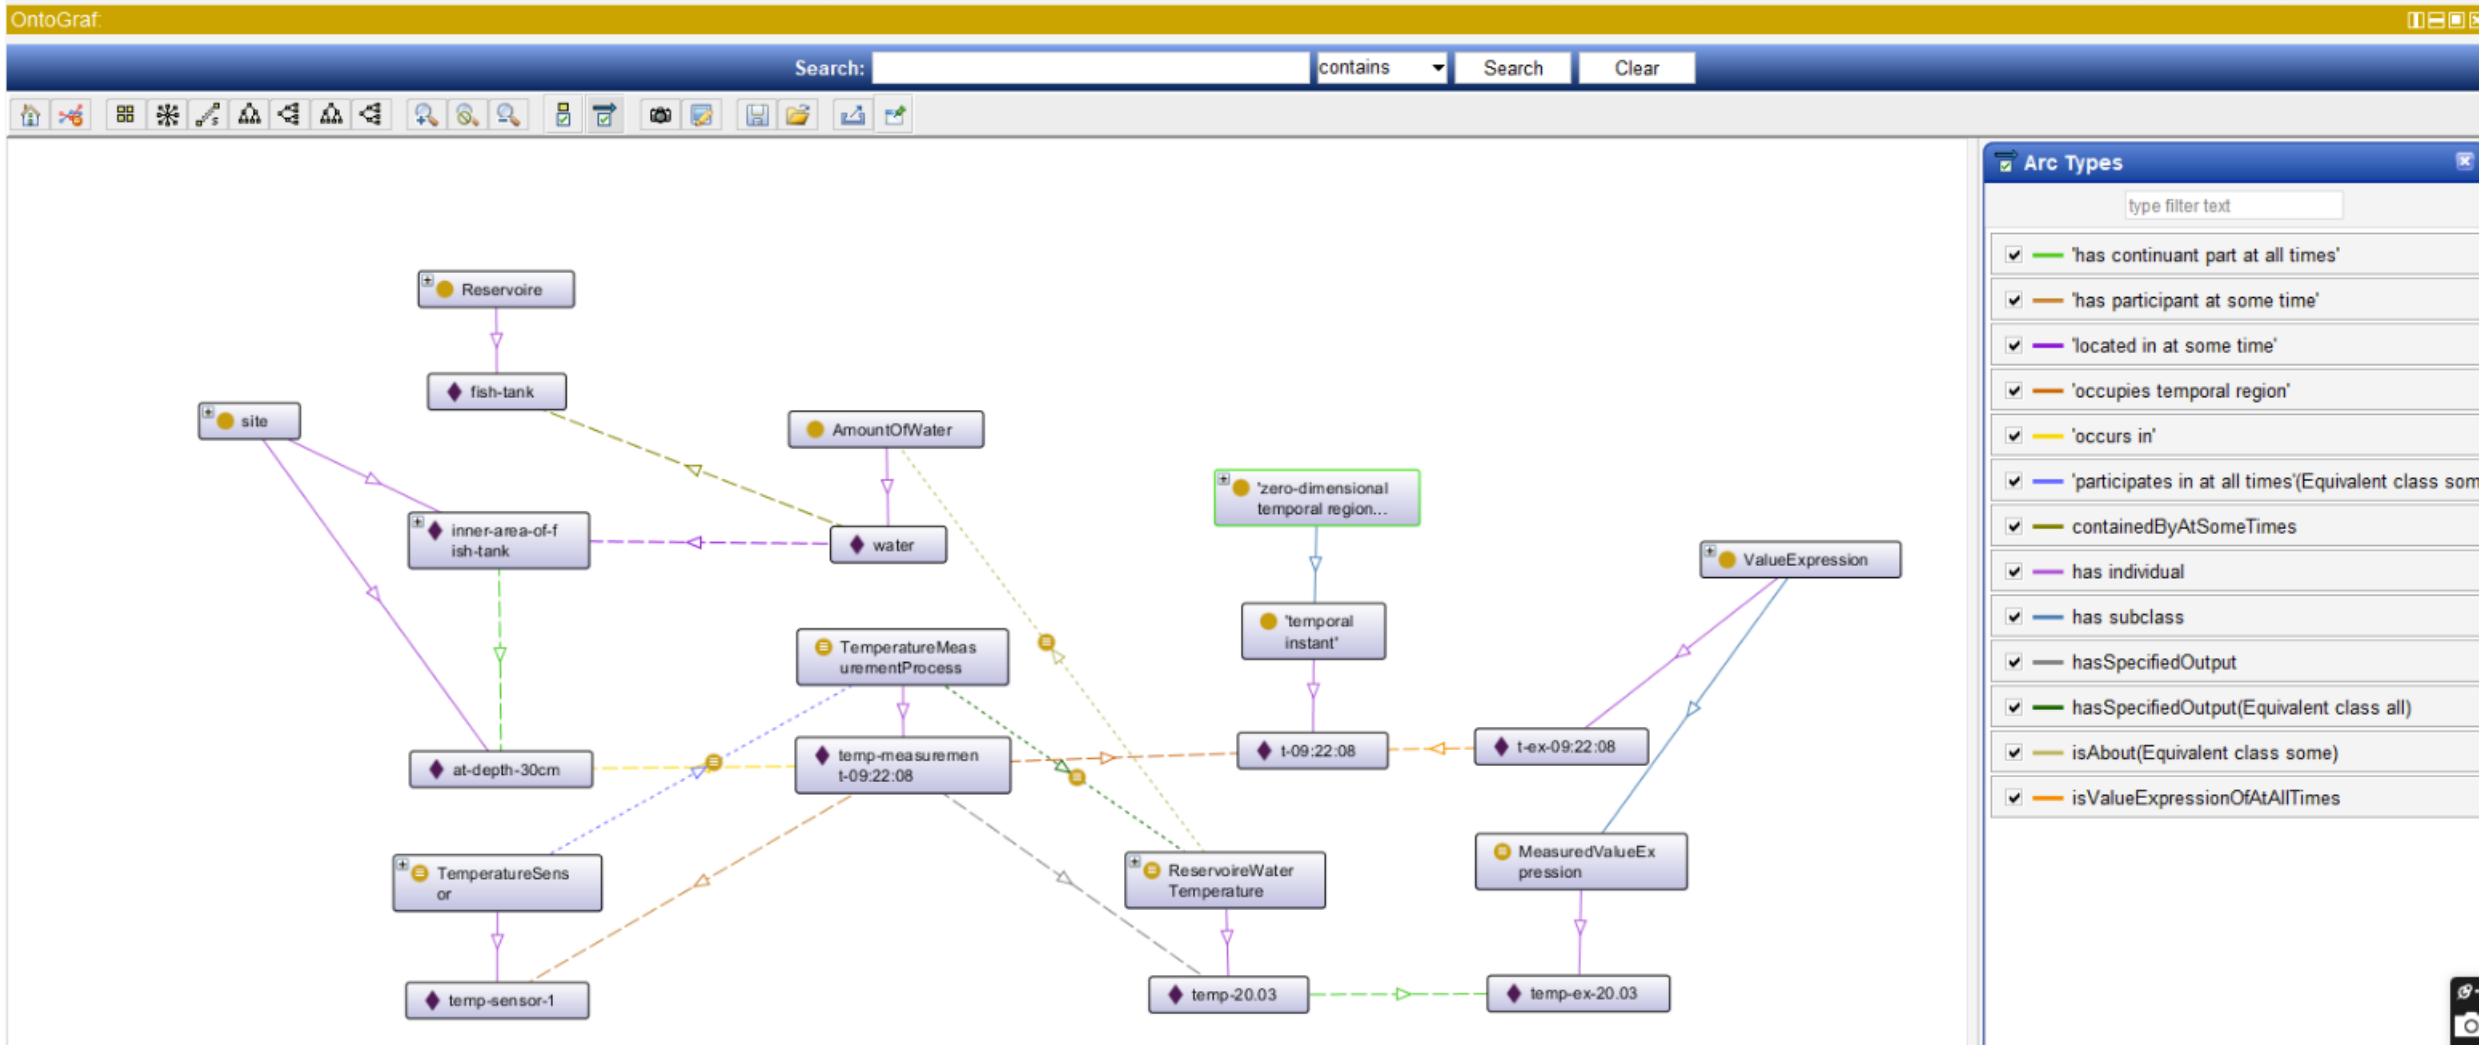 OntoGraf:
Search:
contains
Search
Clear
Reservoire
fish-tank
site
AmountOfWater
inner-area-of-f
ish-tank
water
'zero-dimensional
temporal region...
ValueExpression
'temporal
instant'
TemperatureMeas
urementProcess
at-depth-30cm
temp-measuremen
t-09:22:08
t-09:22:08
t-ex-09:22:08
TemperatureSens
or
ReservoireWater
Temperature
MeasuredValueEx
pression
temp-sensor-1
temp-20.03
temp-ex-20.03
Arc Types
type filter text
'has continuant part at all times'
'has participant at some time'
'located in at some time'
'occupies temporal region'
'occurs in'
'participates in at all times'(Equivalent class som
containedByAtSomeTimes
has individual
has subclass
hasSpecifiedOutput
hasSpecifiedOutput(Equivalent class all)
isAbout(Equivalent class some)
isValueExpressionOfAtAllTimes